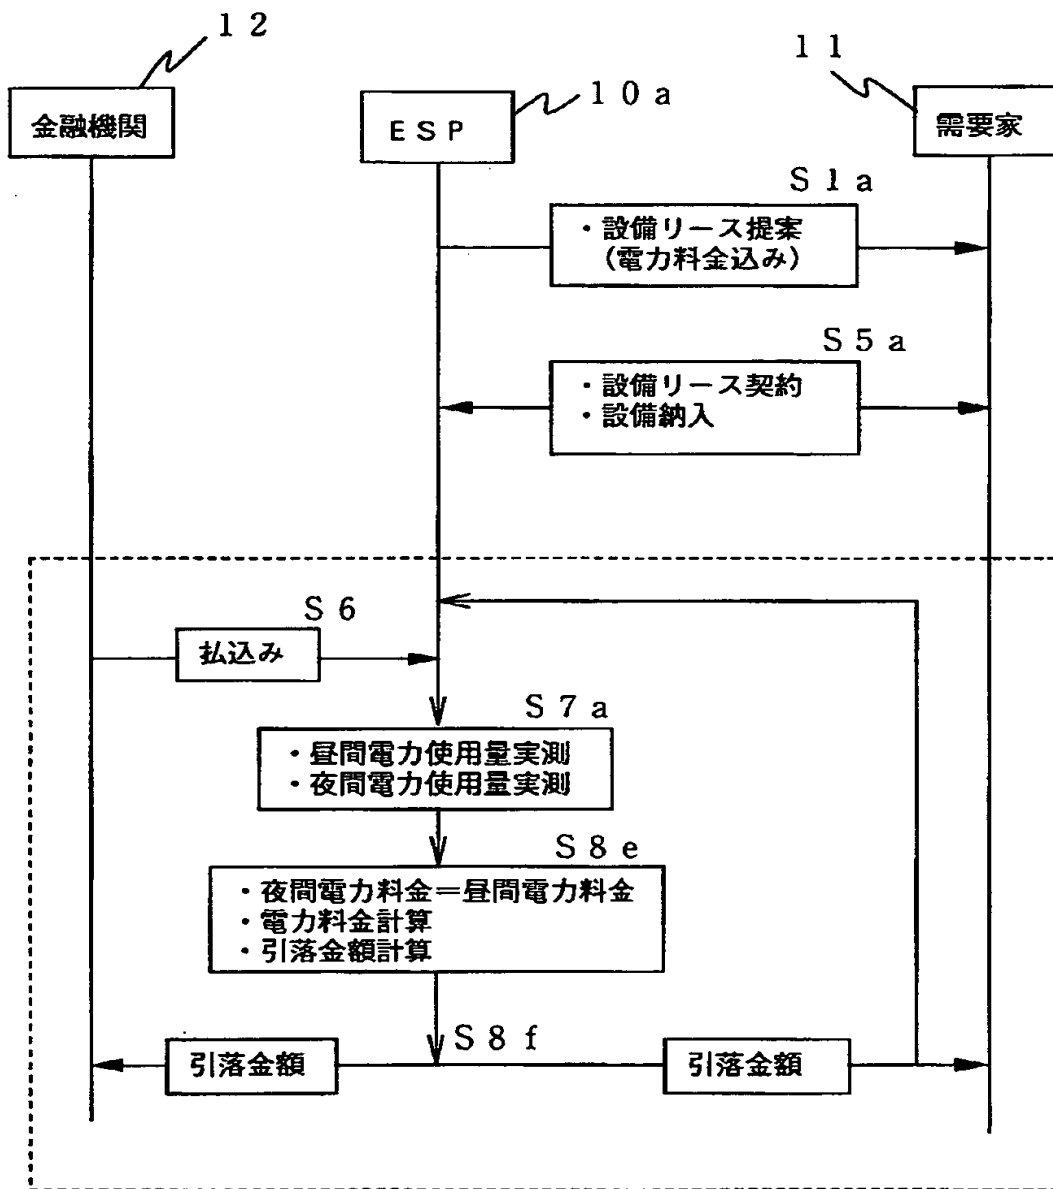 １２
１０ａ
１１
金融機関
ＥＳＰ
需要家
Ｓ１ａ
・設備リース提案
（電力料金込み）
Ｓ５ａ
・設備リース契約
・設備納入
Ｓ６
払込み
Ｓ７ａ
・昼間電力使用量実測
・夜間電力使用量実測
Ｓ８ｅ
・夜間電力料金＝昼間電力料金
・電力料金計算
・引落金額計算
Ｓ８ｆ
引落金額
引落金額